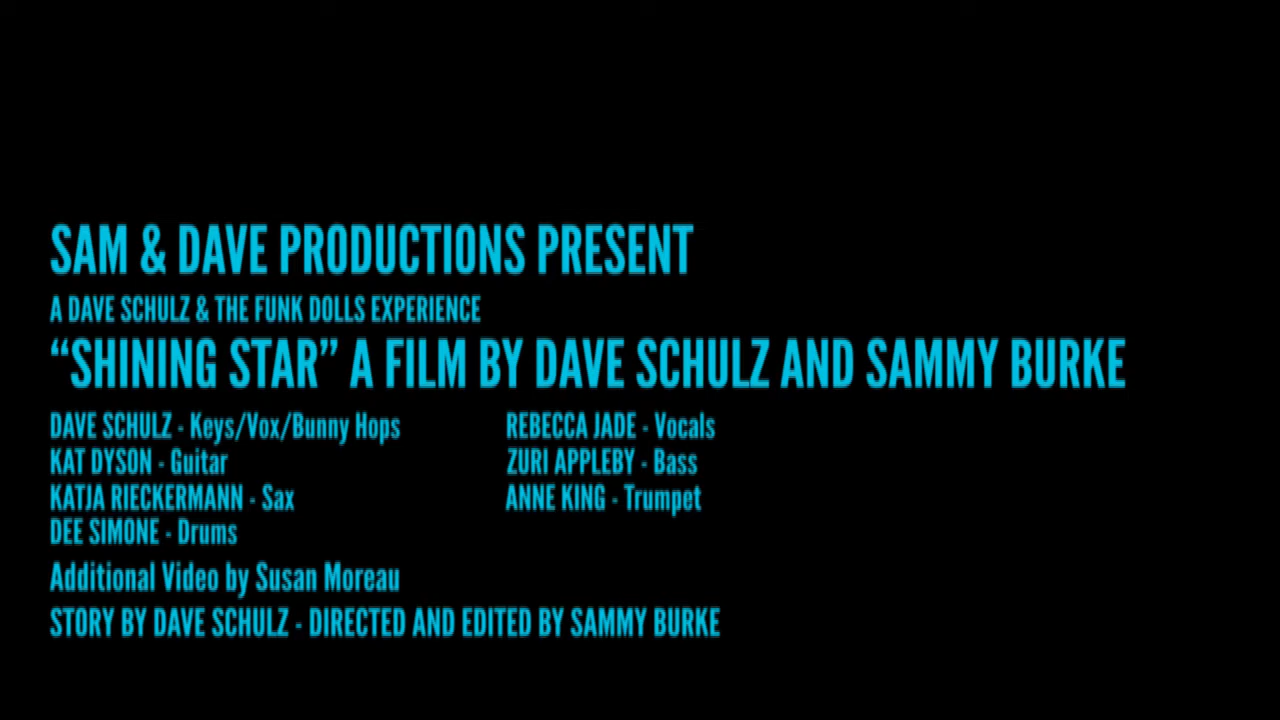 SAM & DAVE PRODUCTIONS PRESENT
A DAVE SCHULZ & THE FUNK DOLLS EXPERIENCE
“SHINING STAR” A FILM BY DAVE SCHULZ AND SAMMY BURKE
DAVE SCHULZ - Keys/Vox/Bunny Hops
KAT DYSON - Guitar
KATJA RIECKERMANN - Sax
DEE SIMONE - Drums
REBECCA JADE - Vocals
ZURI APPLEBY - Bass
ANNE KING - Trumpet
Additional Video by Susan Moreau
STORY BY DAVE SCHULZ - DIRECTED AND EDITED BY SAMMY BURKE